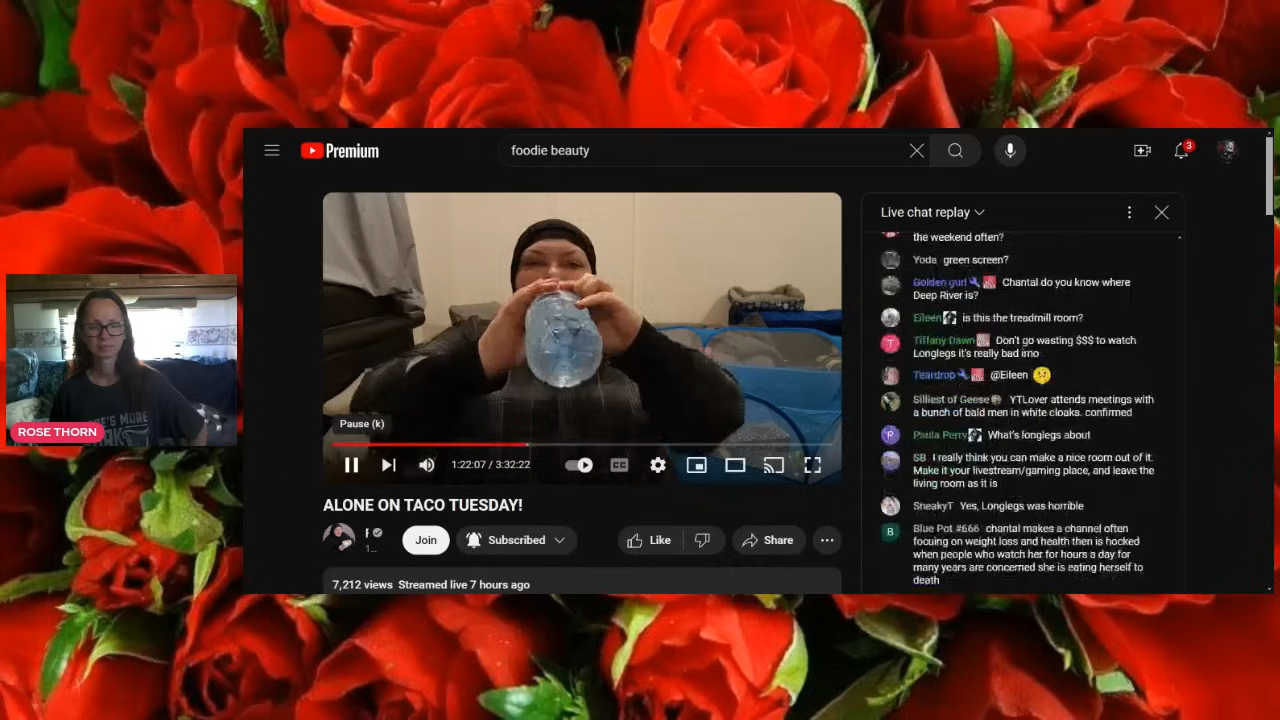 Premium
foodie beauty
3
Live chat replay
the weekend often?
Yoda green screen?
Golden gurl Chantal do you know where
Deep River is?
Eileen is this the treadmill room?
Tiffany Dawn Don't go wasting $$$ to watch
Longlegs it's really bad imo
Teardrop @Eileen
Silliest of Geese YTLover attends meetings with
a bunch of bald men in white cloaks. confirmed
Paula Perry What's longlegs about
SB I really think you can make a nice room out of it.
Make it your livestream/gaming place, and leave the
living room as it is
SneakyT Yes, Longlegs was horrible
Blue Pot #666 chantal makes a channel often
foouing on weight loss and health then is hocked
when people who watch her for hours a day for
many years are concerned she is eating herself to
death
Pause (k)
1:22:07 / 3:32:22
CC
ALONE ON TACO TUESDAY!
Join
Subscribed
Like
Share
7,212 views Streamed live 7 hours ago
ROSE THORN